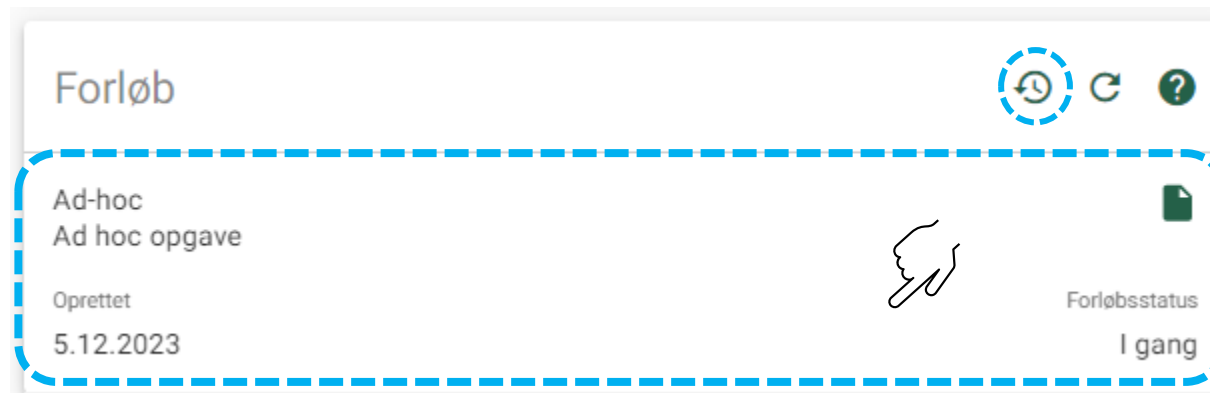 Forløb
Ad-hoc
Ad hoc opgave
Oprettet
Forløbsstatus
5.12.2023
I gang